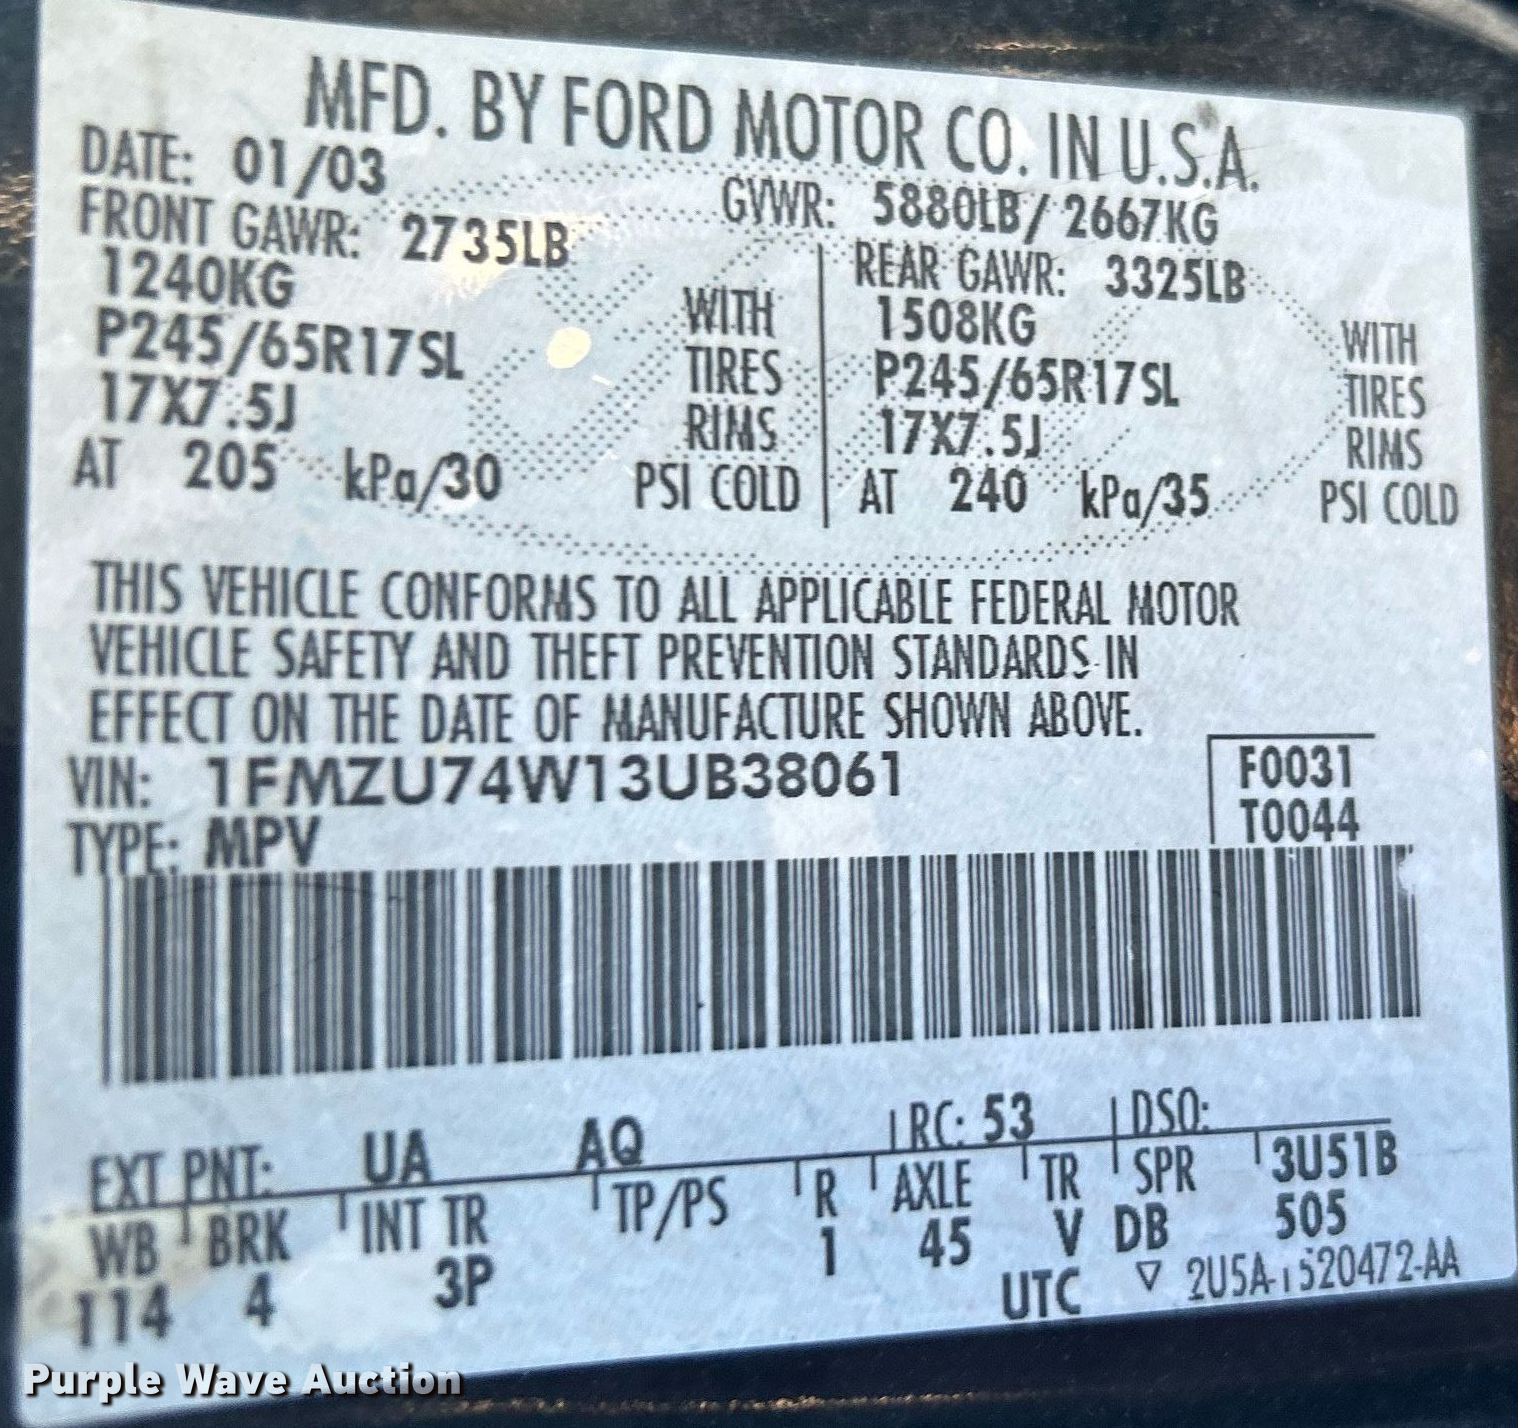 MFD. BY FORD MOTOR CO. IN U.S.A.
DATE: 01/03 GVWR: 5880LB/2667KG
FRONT GAWR: 2735LB REAR GAWR: 3325LB
1240KG WITH 1508KG WITH
P245/65R17SL TIRES P245/65R17SL TIRES
17X7.5J RIMS 17X7.5J RIMS
AT 205 kPa/30 PSI COLD AT 240 kPa/35 PSI COLD
THIS VEHICLE CONFORMS TO ALL APPLICABLE FEDERAL MOTOR
VEHICLE SAFETY AND THEFT PREVENTION STANDARDS IN
EFFECT ON THE DATE OF MANUFACTURE SHOWN ABOVE.
VIN: 1FMZU74W13UB38061 F0031
TYPE: MPV T0044
EXT PNT: UA AQ RC: 53 DSO:
WB BRK INT TR TP/PS R AXLE TR SPR 3U51B
114 4 3P 1 45 V DB 505
UTC ▽ 2U5A-1520472-AA
Purple Wave Auction